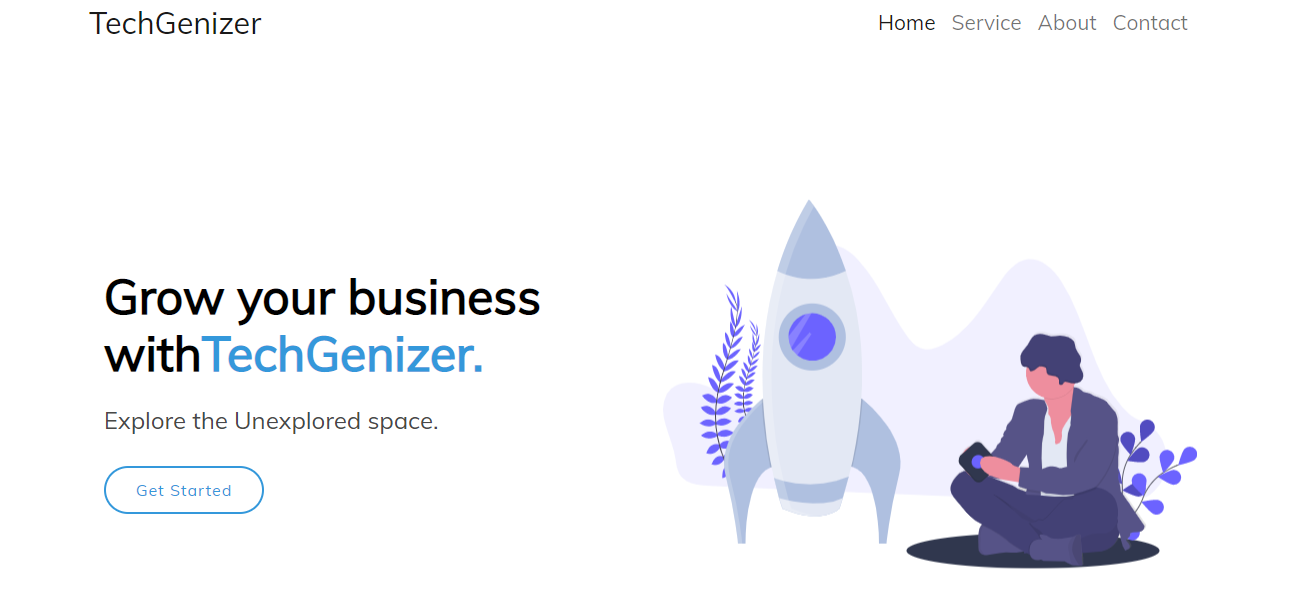 TechGenizer
Home Service About Contact
Grow your business
withTechGenizer.
Explore the Unexplored space.
Get Started